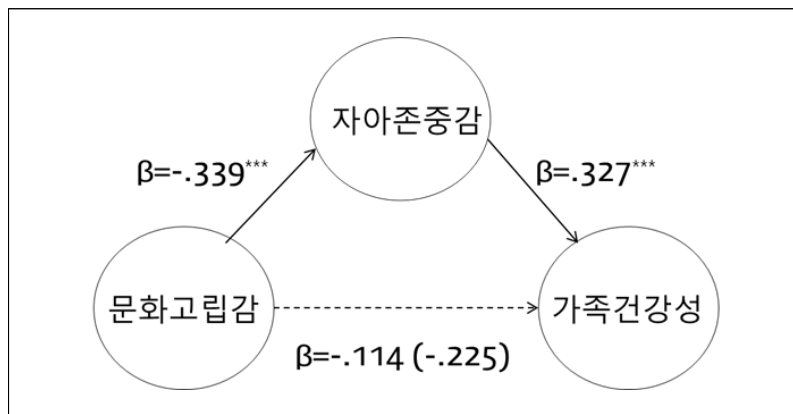 자아존중감
β=-.339***
β=.327***
문화고립감
가족건강성
β=-.114 (-.225)